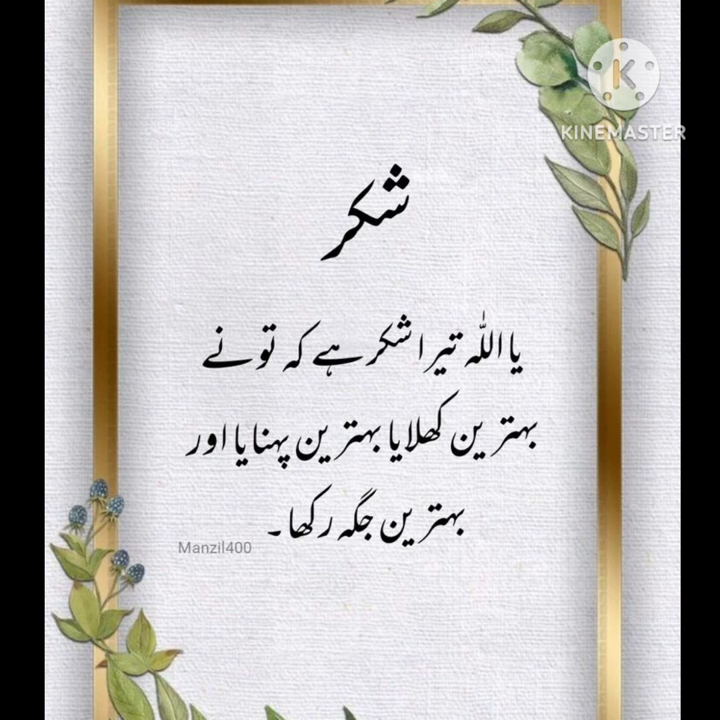 KINEMASTER
شکر
یا اللہ تیرا شکر ہے کہ تو نے
بہترین کھلایا بہترین پہنایا اور
بہترین جگہ رکھا۔
Manzil400